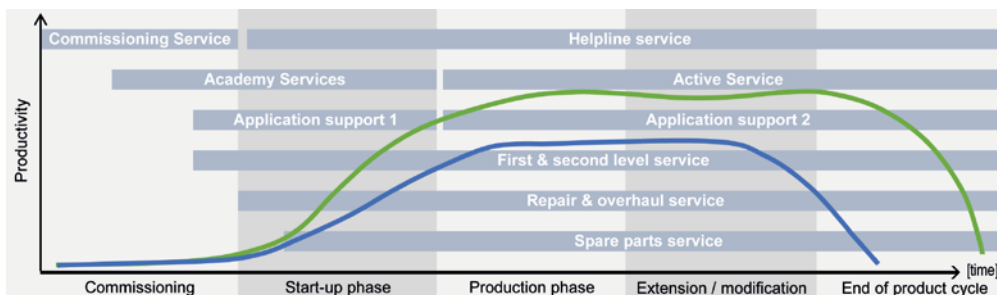 Commissioning Service
Helpline service
Academy Services
Active Service
Application support 1
Application support 2
First & second level service
Repair & overhaul service
Spare parts service
Productivity
[time]
Commissioning
Start-up phase
Production phase
Extension / modification
End of product cycle